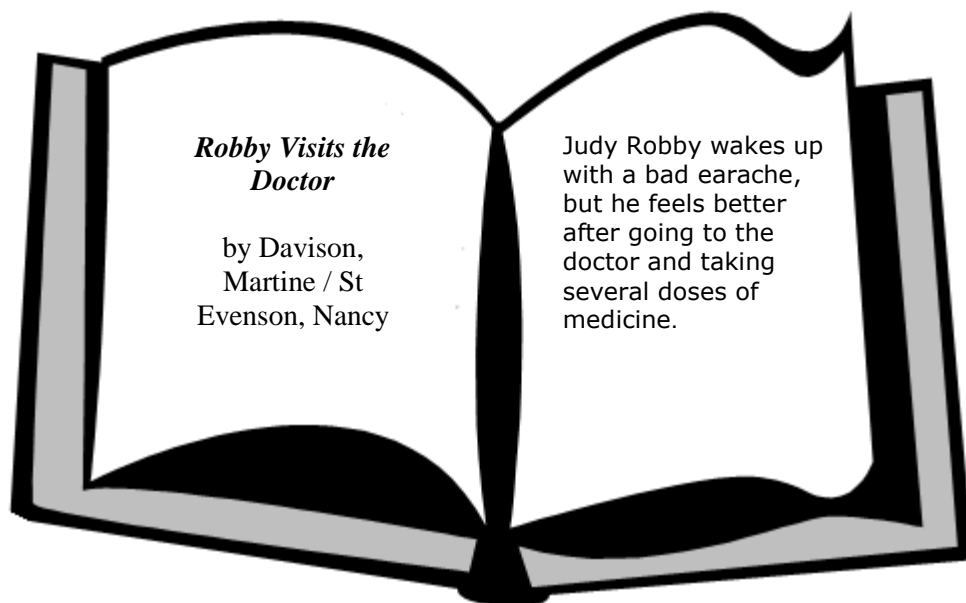 Robby Visits the
Doctor
by Davison,
Martine / St
Evenson, Nancy
Judy Robby wakes up
with a bad earache,
but he feels better
after going to the
doctor and taking
several doses of
medicine.